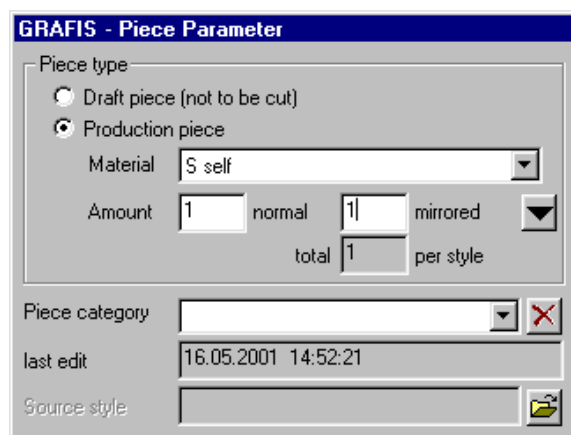 GRAFIS - Piece Parameter
Piece type
Draft piece (not to be cut)
Production piece
Material S self
Amount 1 normal 1 mirrored
total 1 per style
Piece category
last edit 16.05.2001 14:52:21
Source style